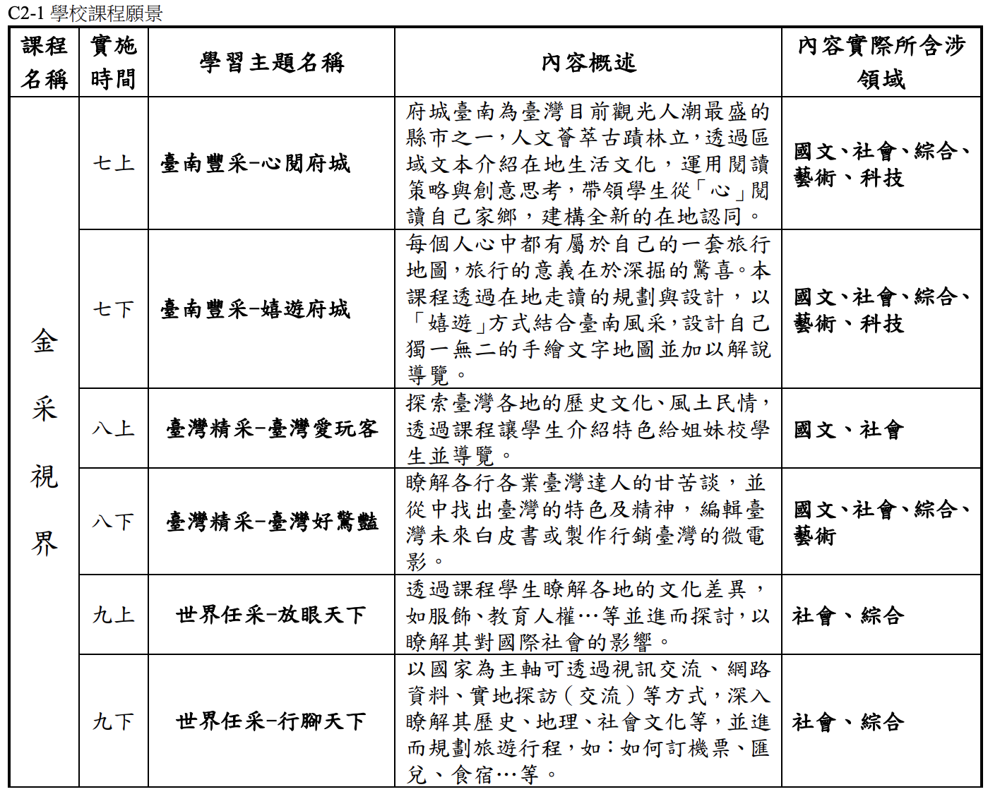 C2-1 學校課程願景
課程
名稱
實施
時間
學習主題名稱
內容概述
內容實際所含涉
領域
金
采
視
界
七上
臺南豐采-心閱府城
府城臺南為臺灣目前觀光人潮最盛的
縣市之一，人文薈萃古蹟林立，透過區
域文本介紹在地生活文化，運用閱讀
策略與創意思考，帶領學生從「心」閱
讀自己家鄉，建構全新的在地認同。
國文、社會、綜合、
藝術、科技
七下
臺南豐采-嬉遊府城
每個人心中都有屬於自己的一套旅行
地圖，旅行的意義在於深掘的驚喜。本
課程透過在地走讀的規劃與設計，以
「嬉遊」方式結合臺南風采，設計自己
獨一無二的手繪文字地圖並加以解說
導覽。
國文、社會、綜合、
藝術、科技
八上
臺灣精采-臺灣愛玩客
探索臺灣各地的歷史文化、風土民情，
透過課程讓學生介紹特色給姐妹校學
生並導覽。
國文、社會
八下
臺灣精采-臺灣好驚豔
瞭解各行各業臺灣達人的甘苦談，並
從中找出臺灣的特色及精神，編輯臺
灣未來白皮書或製作行銷臺灣的微電
影。
國文、社會、綜合、
藝術
九上
世界任采-放眼天下
透過課程學生瞭解各地的文化差異，
如服飾、教育人權…等並進而探討，以
瞭解其對國際社會的影響。
社會、綜合
九下
世界任采-行腳天下
以國家為主軸可透過視訊交流、網路
資料、實地探訪（交流）等方式，深入
瞭解其歷史、地理、社會文化等，並進
而規劃旅遊行程，如：如何訂機票、匯
兌、食宿…等。
社會、綜合